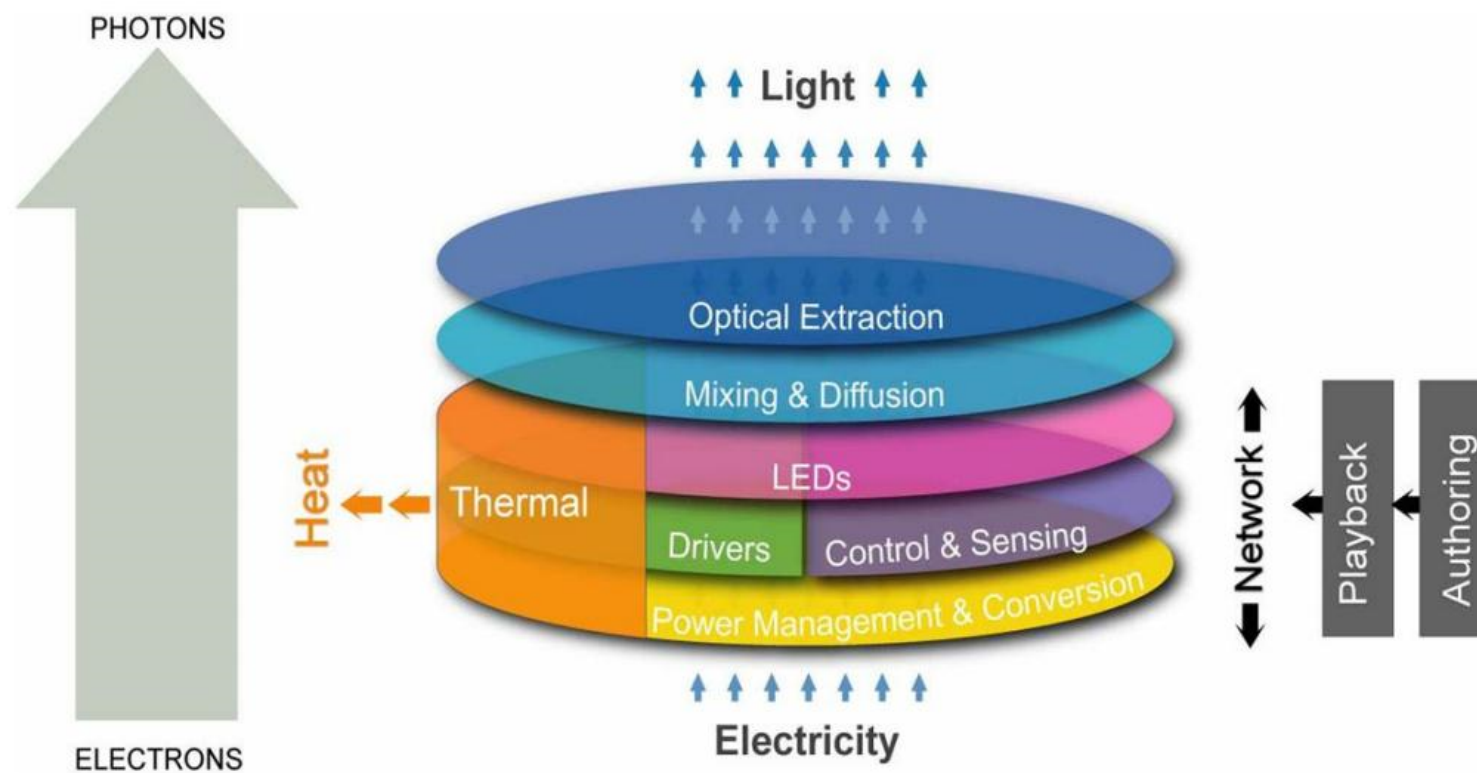 PHOTONS
Light
Optical Extraction
Mixing & Diffusion
LEDs
Thermal
Heat
Drivers
Control & Sensing
Power Management & Conversion
Network
Playback
Authoring
Electricity
ELECTRONS